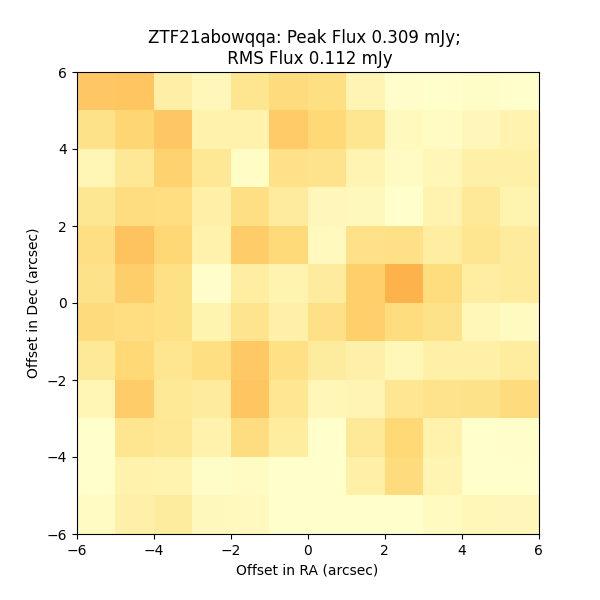 ZTF21abowqqa: Peak Flux 0.309 mJy;
RMS Flux 0.112 mJy
6
4
2
0
−2
−4
−6
Offset in Dec (arcsec)
−6 −4 −2 0 2 4 6
Offset in RA (arcsec)